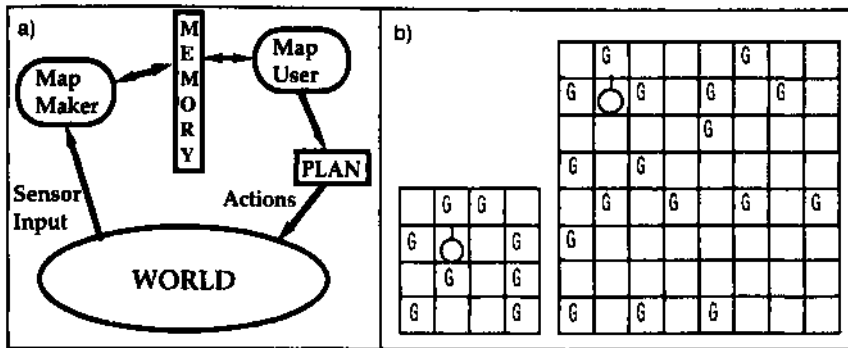 a)
Map
Maker
M
E
M
O
R
Y
Map
User
PLAN
Sensor
Input
Actions
WORLD
b)
G G
G G
G G
G G
G G
G G G G
G
G G
G G G G
G
G G G